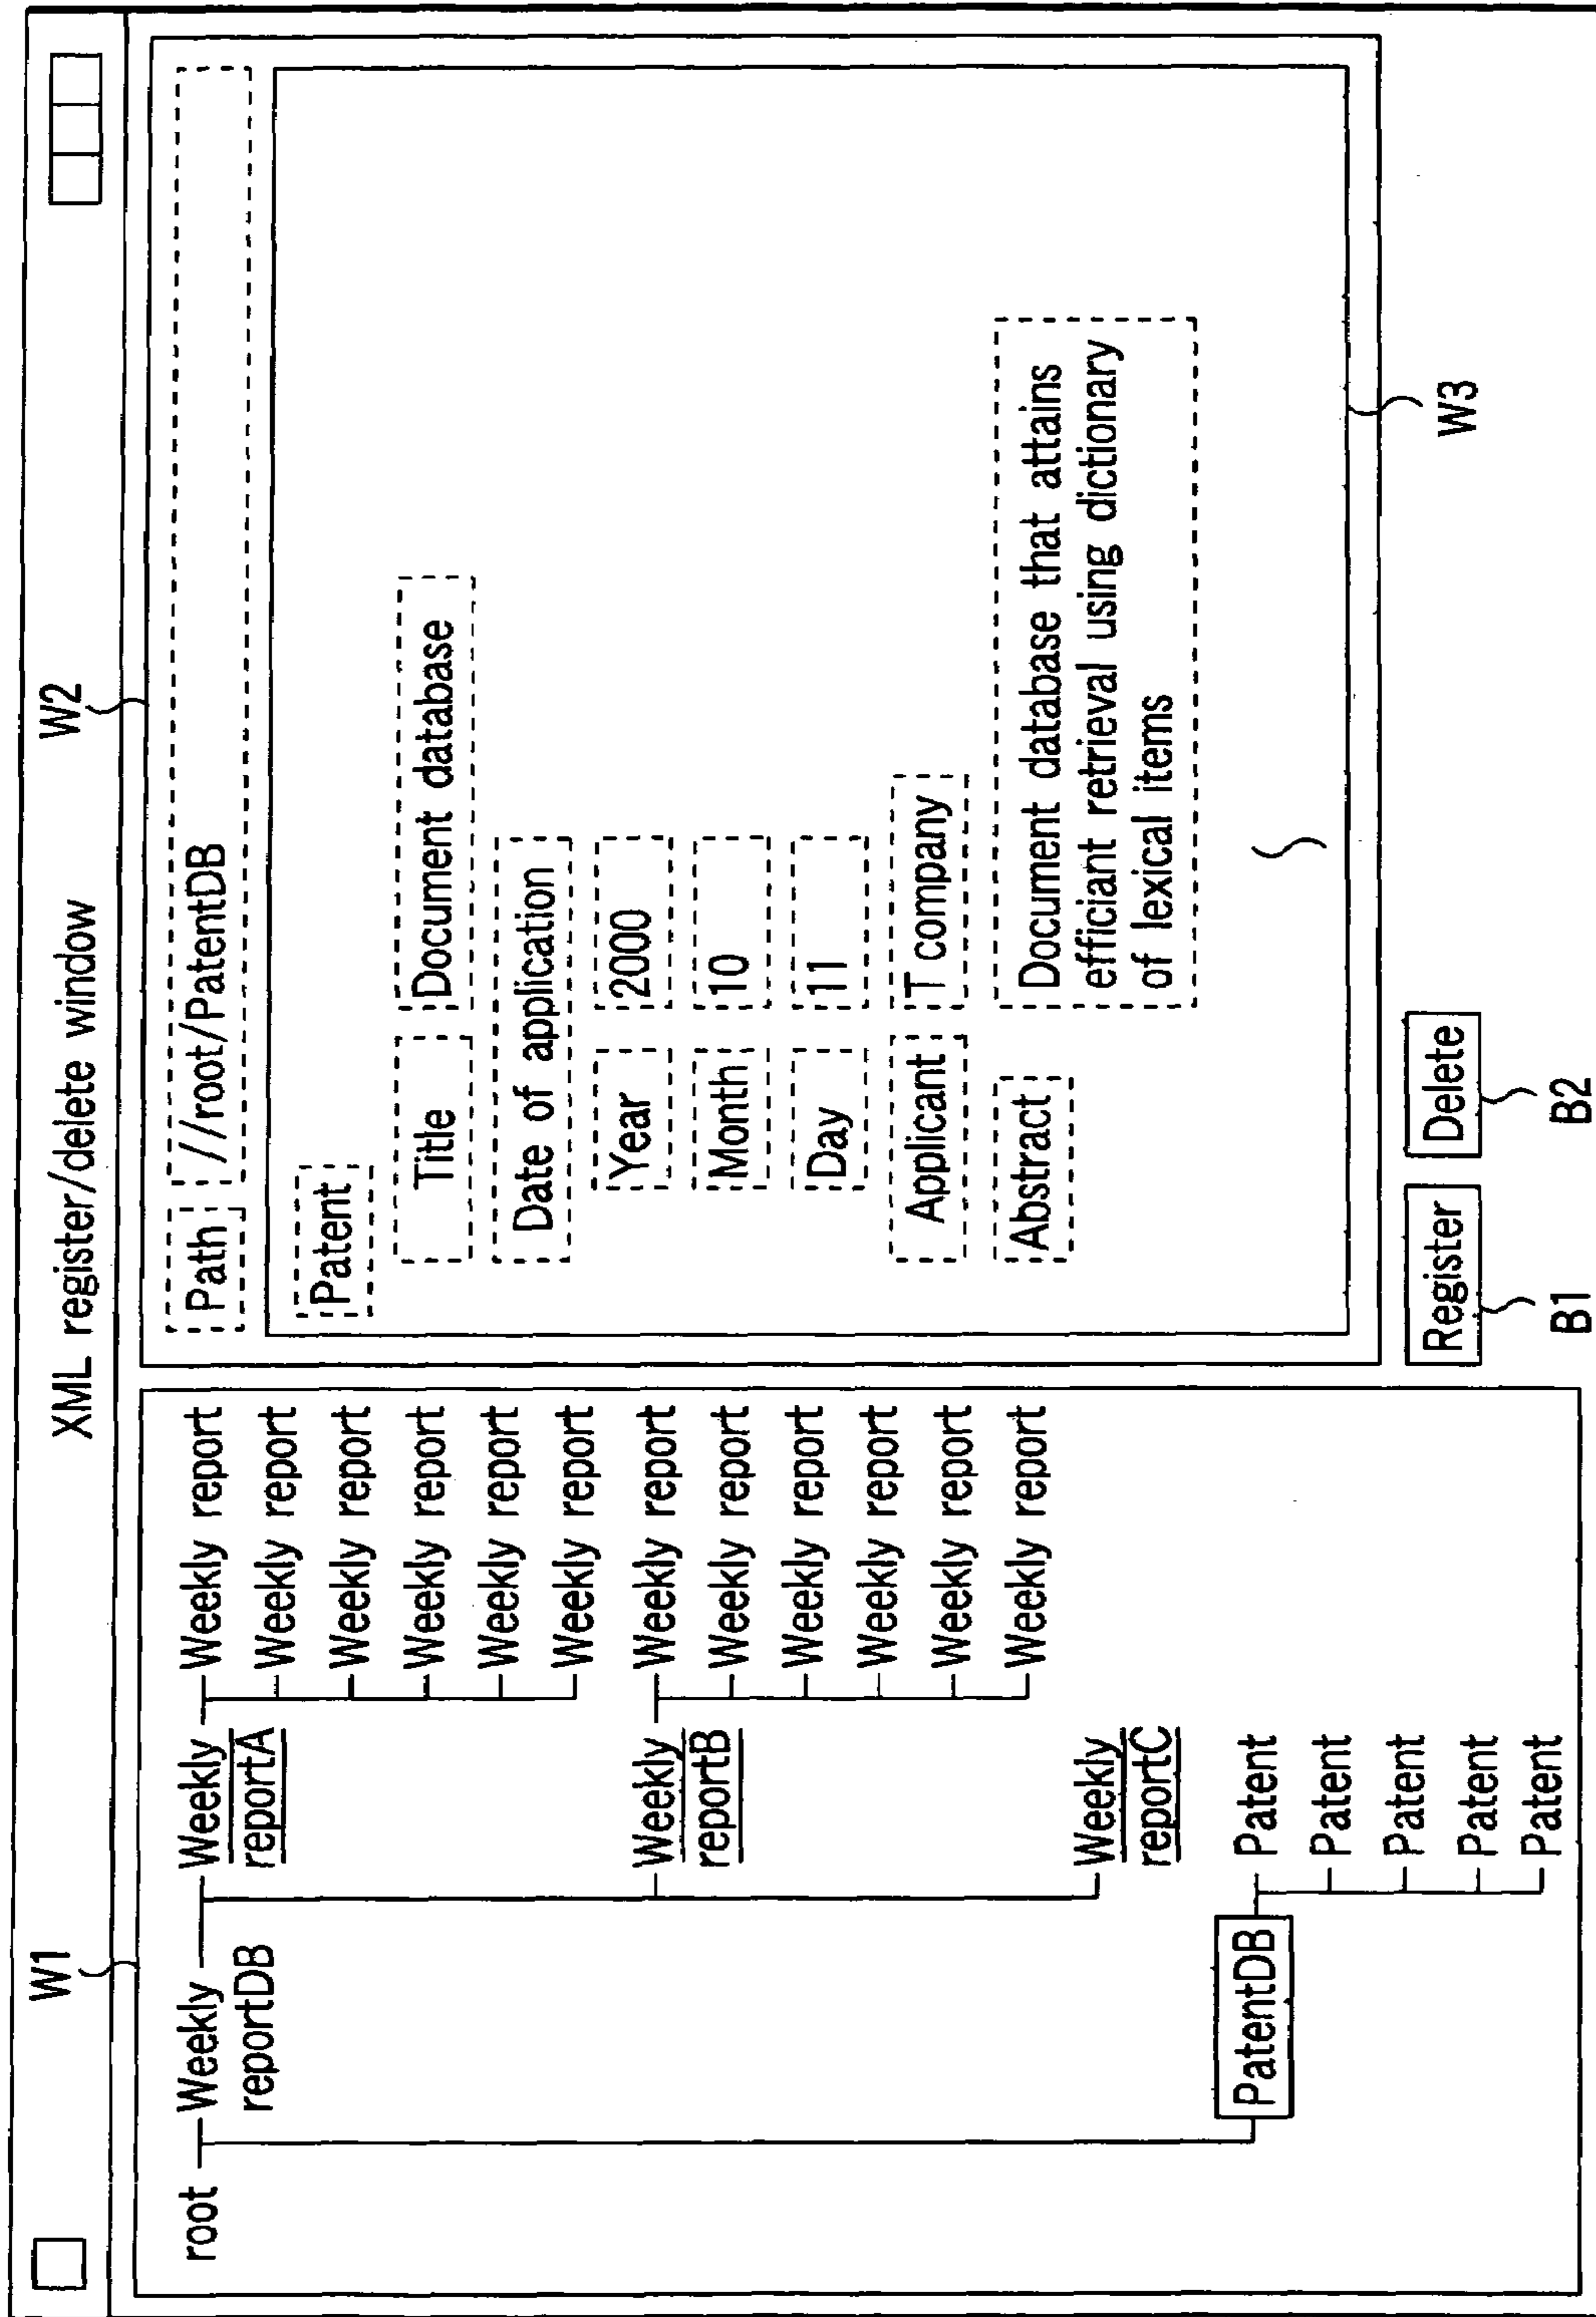 W1
W2
XML register/delete window
root
Weekly
reportDB
Weekly
reportA
Weekly report
Weekly report
Weekly report
Weekly report
Weekly report
Weekly report
Weekly
reportB
Weekly report
Weekly report
Weekly report
Weekly report
Weekly report
Weekly report
Weekly
reportC
PatentDB
Patent
Patent
Patent
Patent
Patent
Path //root/PatentDB
Patent
Title Document database
Date of application
Year 2000
Month 10
Day 11
Applicant T company
Abstract Document database that attains
efficiant retrieval using dictionary
of lexical items
W3
Register Delete
B1 B2